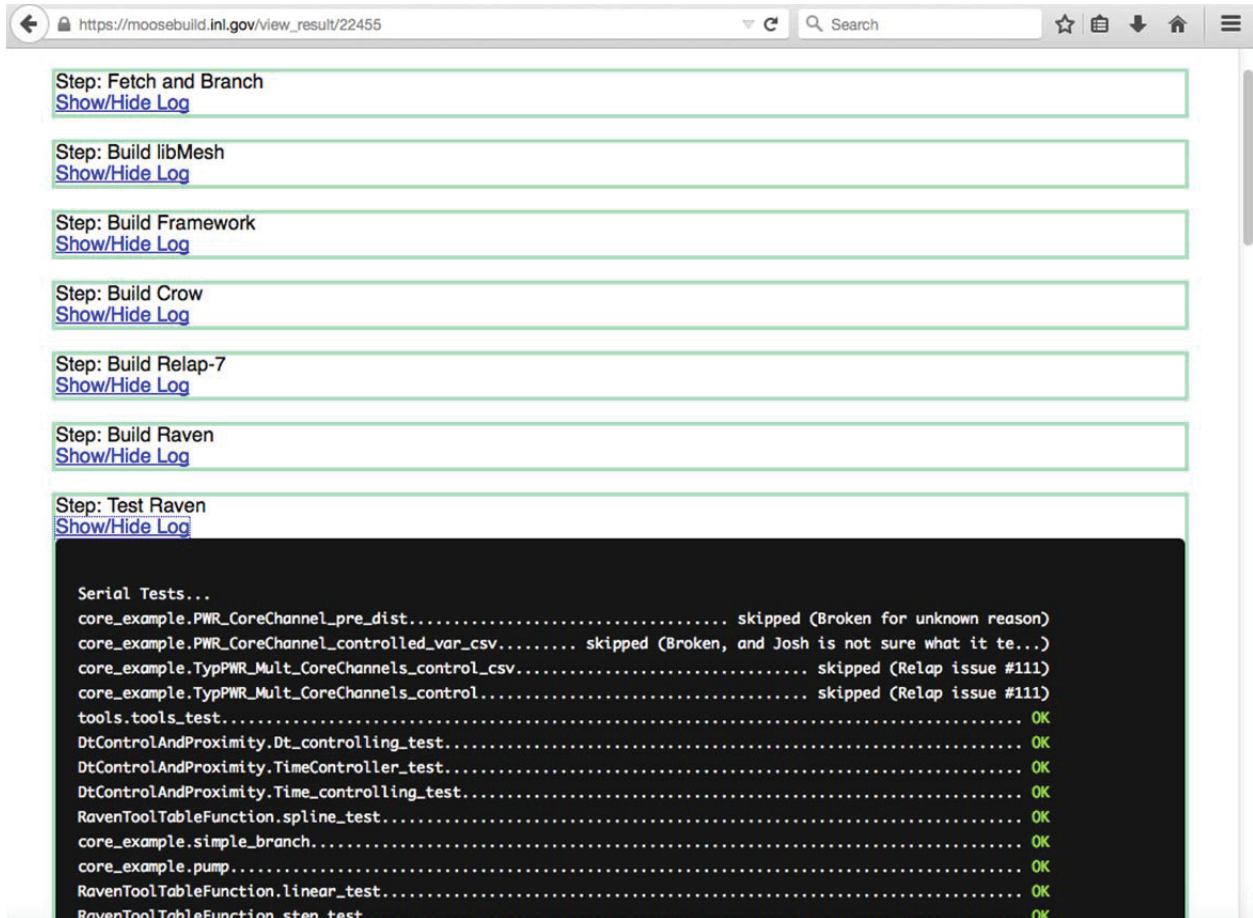 https://moosebuild.inl.gov/view_result/22455
Search
Step: Fetch and Branch
Show/Hide Log
Step: Build libMesh
Show/Hide Log
Step: Build Framework
Show/Hide Log
Step: Build Crow
Show/Hide Log
Step: Build Relap-7
Show/Hide Log
Step: Build Raven
Show/Hide Log
Step: Test Raven
Show/Hide Log
Serial Tests...
core_example.PWR_CoreChannel_pre_dist.................................... skipped (Broken for unknown reason)
core_example.PWR_CoreChannel_controlled_var_csv......... skipped (Broken, and Josh is not sure what it te...)
core_example.TypPWR_Mult_CoreChannels_control_csv................................. skipped (Relap issue #111)
core_example.TypPWR_Mult_CoreChannels_control..................................... skipped (Relap issue #111)
tools.tools_test.......................................................................................... OK
DtControlAndProximity.Dt_controlling_test................................................................. OK
DtControlAndProximity.TimeController_test................................................................. OK
DtControlAndProximity.Time_controlling_test............................................................... OK
RavenToolTableFunction.spline_test........................................................................ OK
core_example.simple_branch................................................................................ OK
core_example.pump......................................................................................... OK
RavenToolTableFunction.linear_test........................................................................ OK
RavenToolTableFunction.step_test.......................................................................... OK